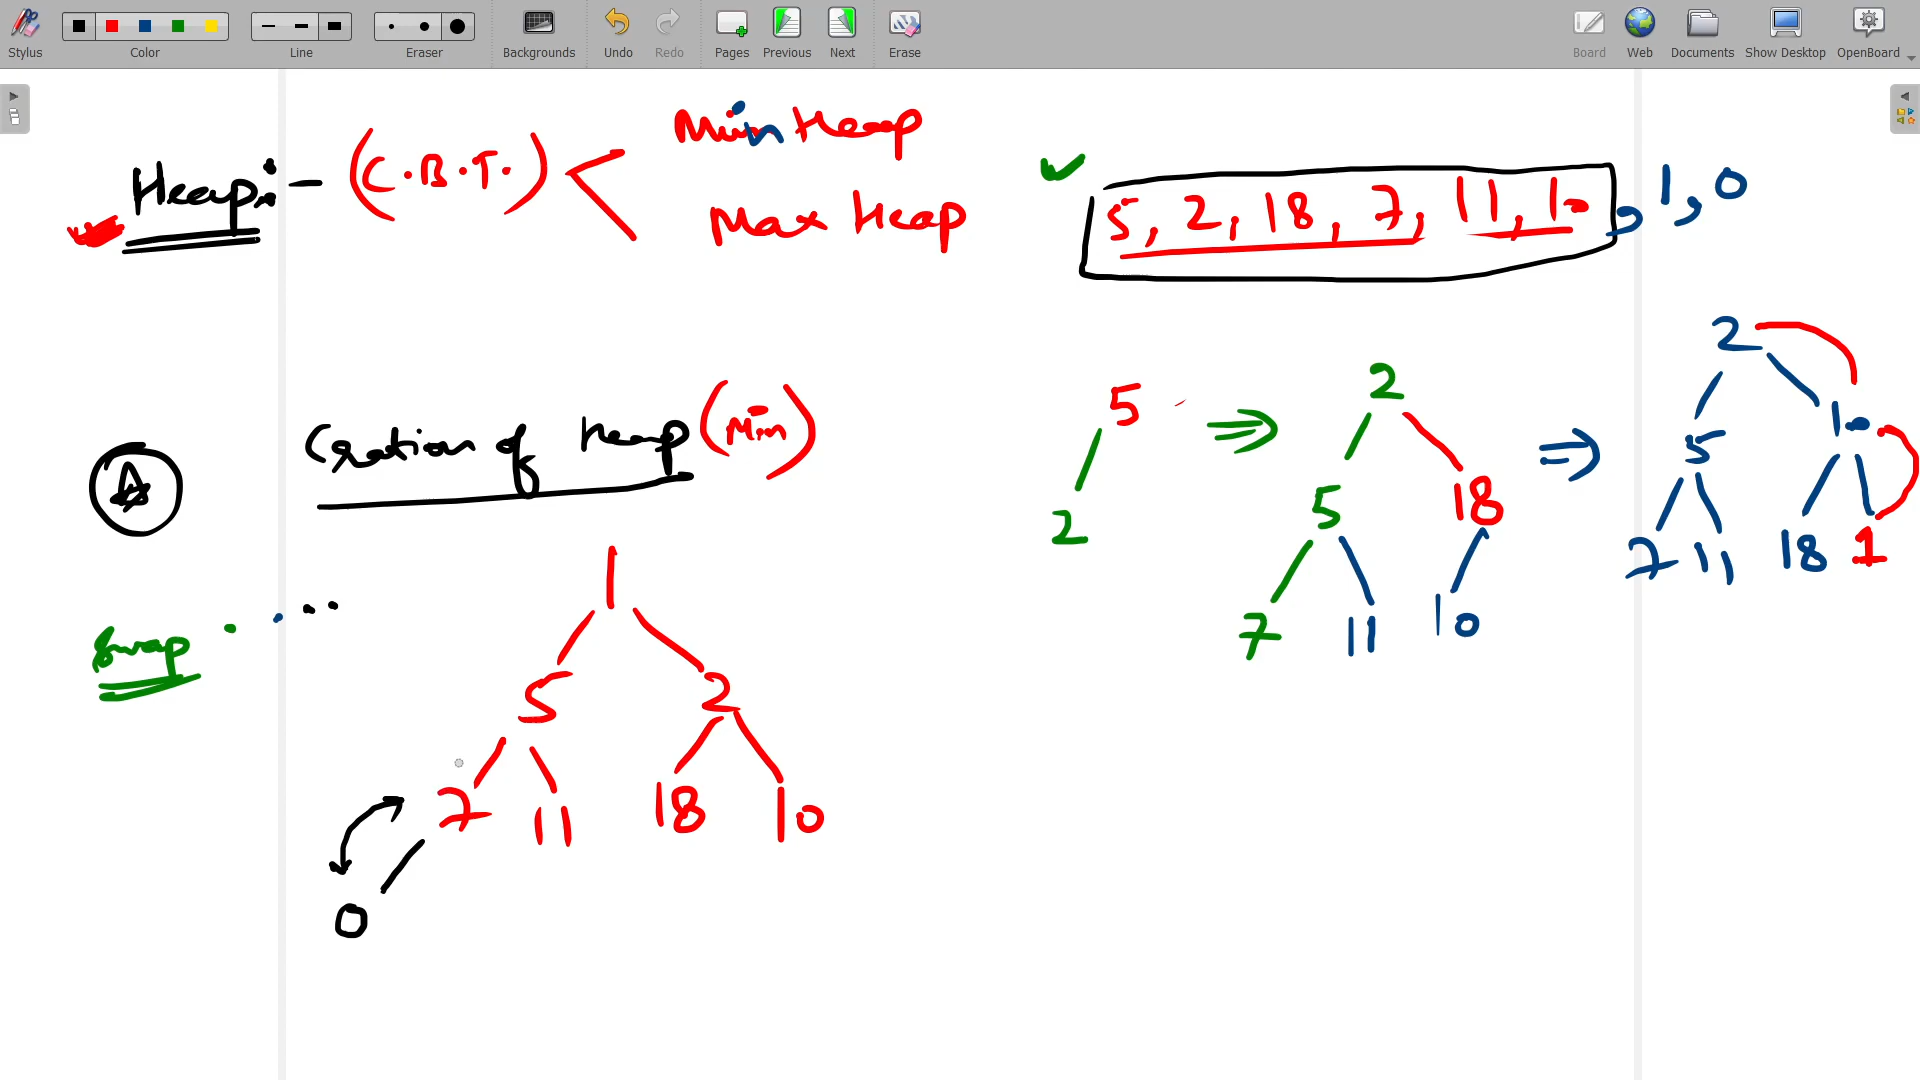 Stylus Color Line Eraser Backgrounds Undo Redo Pages Previous Next Erase Board Web Documents Show Desktop OpenBoard
Heap:- (C.B.T.)
Min Heap
Max Heap
5, 2, 18, 7, 11, 10, 1, 0
Creation of Heap (Min)
Swap
1
5 2
7 11 18 10
0
5
2
⇒
2
5 18
7 11 10
⇒
2
5 10
7 11 18 1